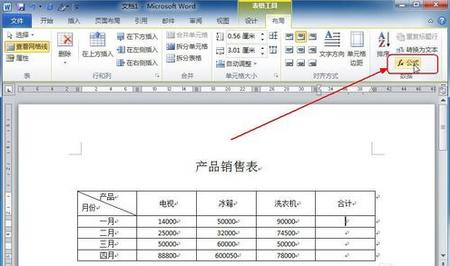 文档1 - Microsoft Word
表格工具
文件 开始 插入 页面布局 引用 邮件 审阅 视图 加载项 设计 布局
选择
查看网格线
属性
表
删除
在上方插入
在下方插入
在左侧插入
在右侧插入
行和列
合并单元格
拆分单元格
拆分表格
合并
0.56 厘米
3.01 厘米
自动调整
单元格大小
文字方向
单元格边距
对齐方式
排序
重复标题行
转换为文本
fx 公式
数据
产品销售表
产品
月份 电视 冰箱 洗衣机 合计
一月 14000 50000 90000
二月 25000 32000 74500
三月 50000 60000 50000
四月 88800 600050 78000